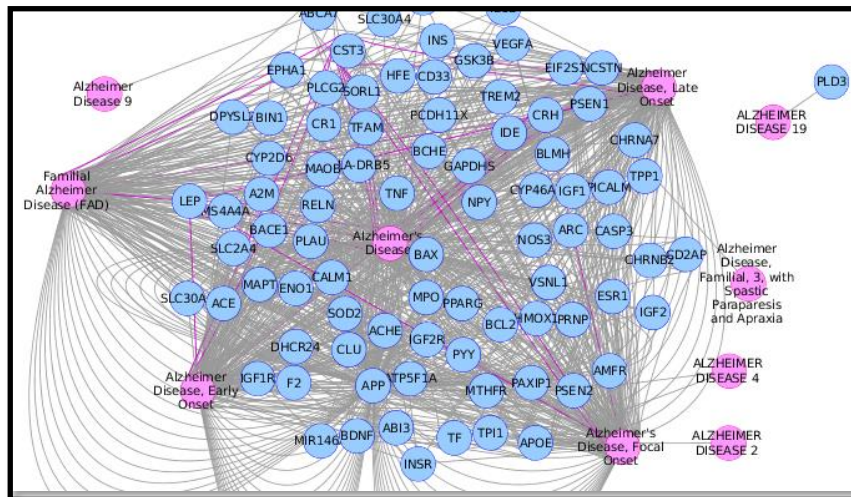 ABCA7
SLC30A4
CST3
INS
VEGFA
GSK3B
EPHA1
PLCG2
SORL1
HFE
CD33
EIF2S1
NCSTN
Alzheimer
Disease, Late
Onset
PLD3
Alzheimer
Disease 9
TREM2
PSEN1
DPYSL2
BIN1
CR1
TFAM
PCDH11X
CRH
ALZHEIMER
DISEASE 19
IDE
CHRNA7
CYP2D6
MAOB
LA-DRB5
BCHE
GAPDHS
BLMH
TPP1
Familial
Alzheimer
Disease (FAD)
LEP
A2M
MS4A4A
RELN
TNF
NPY
CYP46A
IGF1
PICALM
BACE1
SLC2A4
PLAU
Alzheimer's
Disease
BAX
NOS3
ARC
CASP3
CHRNB2
CD2AP
Alzheimer
Disease,
Familial, 3, with
Spastic
Paraparesis
and Apraxia
MAPT
ENO1
CALM1
VSNL1
SLC30A
ACE
MPO
PPARG
ESR1
IGF2
SOD2
ACHE
BCL2
HMOX1
PRNP
DHCR24
CLU
IGF2R
PYY
Alzheimer
Disease, Early
Onset
IGF1R
F2
APP
ATP5F1A
MTHFR
PAXIP1
PSEN2
AMFR
ALZHEIMER
DISEASE 4
MIR146
BDNF
ABI3
TF
TPI1
APOE
Alzheimer's
Disease, Focal
Onset
ALZHEIMER
DISEASE 2
INSR